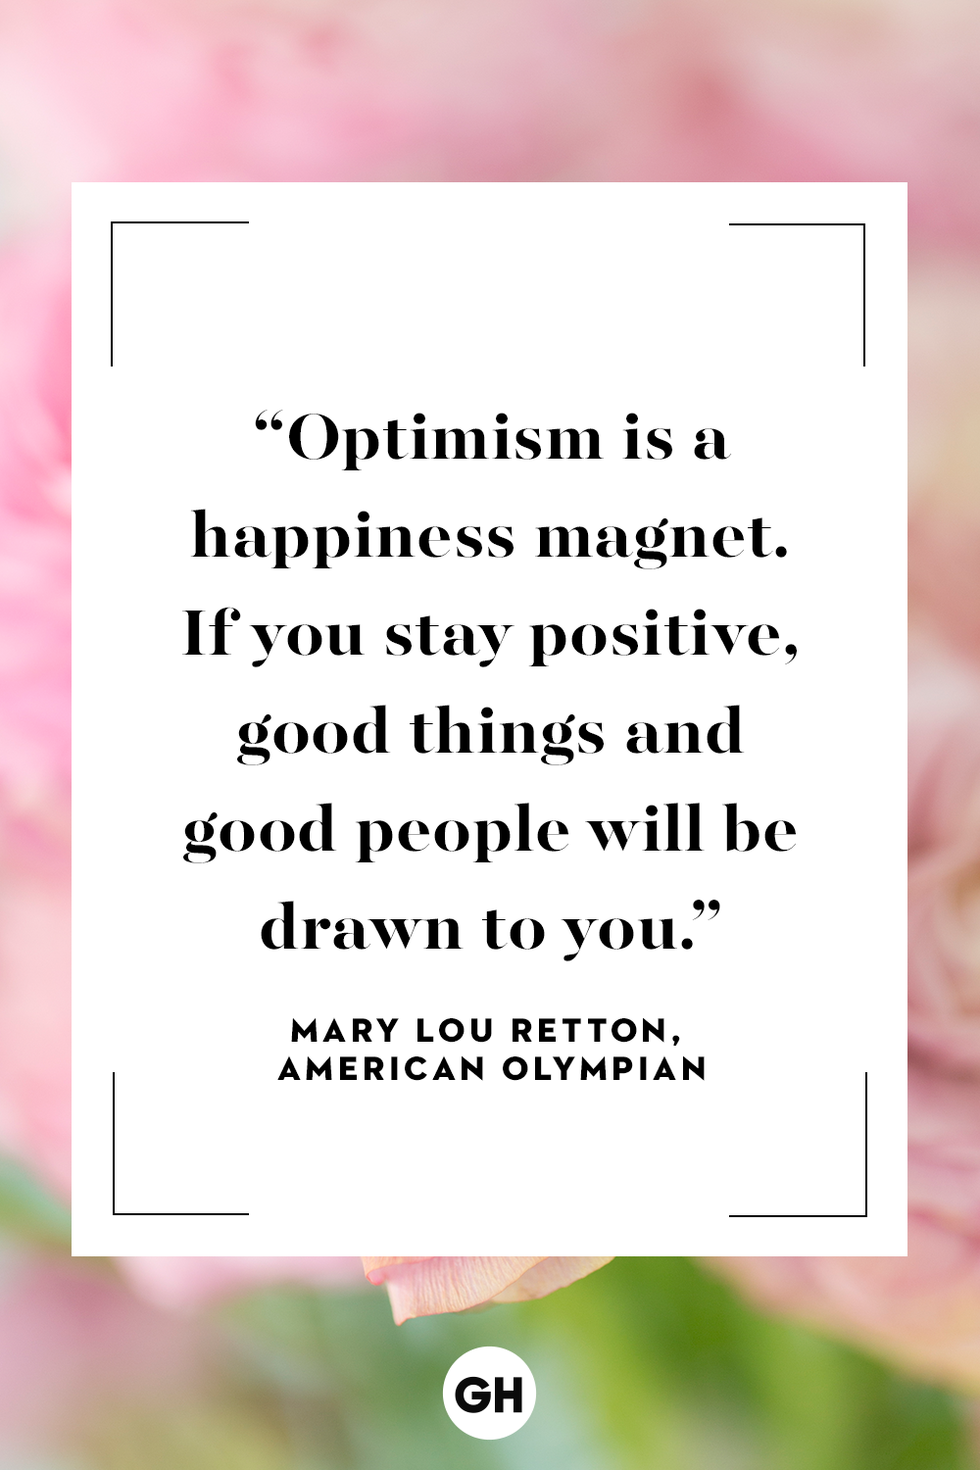 “Optimism is a
happiness magnet.
If you stay positive,
good things and
good people will be
drawn to you.”
MARY LOU RETTON,
AMERICAN OLYMPIAN
GH